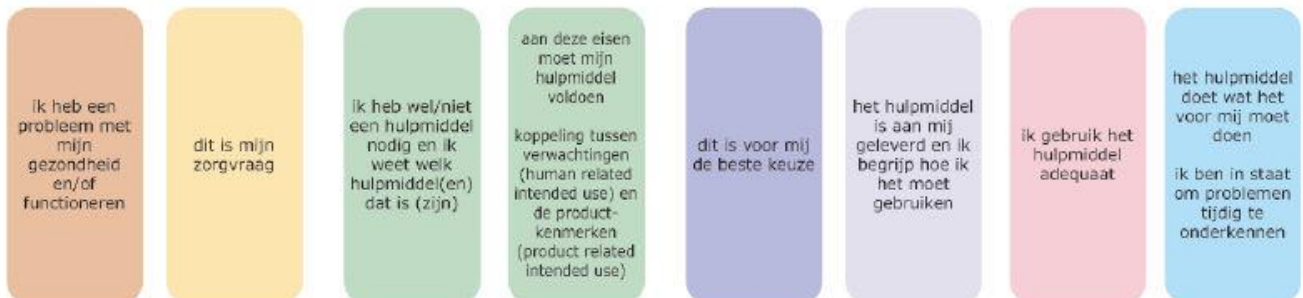 ik heb een
probleem met
mijn
gezondheid
en/of
functioneren
dit is mijn
zorgvraag
ik heb wel/niet
een hulpmiddel
nodig en ik
weet welk
hulpmiddel(en)
dat is (zijn)
aan deze eisen
moet mijn
hulpmiddel
voldoen
koppeling tussen
verwachtingen
(human related
intended use) en
de product-
kenmerken
(product related
intended use)
dit is voor mij
de beste keuze
het hulpmiddel
is aan mij
geleverd en ik
begrijp hoe ik
het moet
gebruiken
ik gebruik het
hulpmiddel
adequaat
het hulpmiddel
doet wat het
voor mij moet
doen
ik ben in staat
om problemen
tijdig te
onderkennen